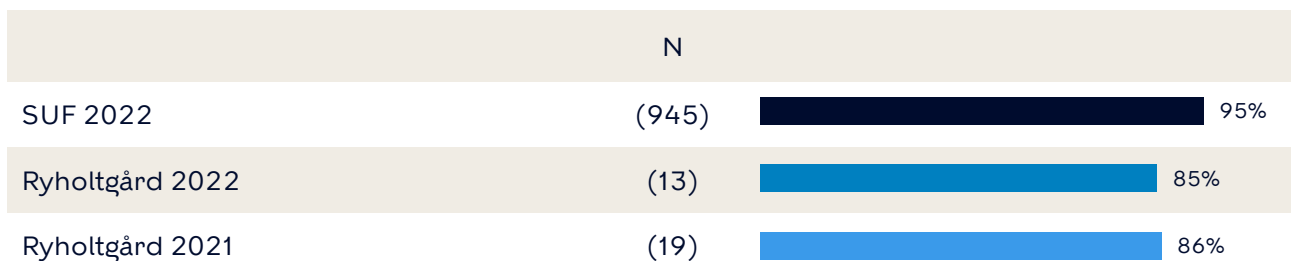 N
SUF 2022 (945) 95%
Ryholtgård 2022 (13) 85%
Ryholtgård 2021 (19) 86%